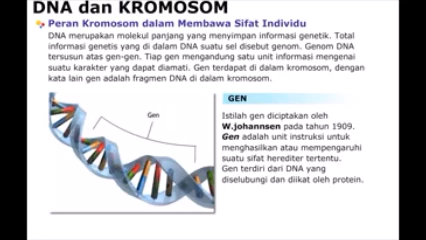 DNA dan KROMOSOM
Peran Kromosom dalam Membawa Sifat Individu
DNA merupakan molekul panjang yang menyimpan informasi genetik. Total
informasi genetis yang di dalam DNA suatu sel disebut genom. Genom DNA
tersusun atas gen-gen. Tiap gen mengandung satu unit informasi mengenai
suatu karakter yang dapat diamati. Gen terdapat di dalam kromosom, dengan
kata lain gen adalah fragmen DNA di dalam kromosom.
Gen
GEN
Istilah gen diciptakan oleh
W.johannsen pada tahun 1909.
Gen adalah unit instruksi untuk
menghasilkan atau mempengaruhi
suatu sifat herediter tertentu.
Gen terdiri dari DNA yang
diselubungi dan diikat oleh protein.